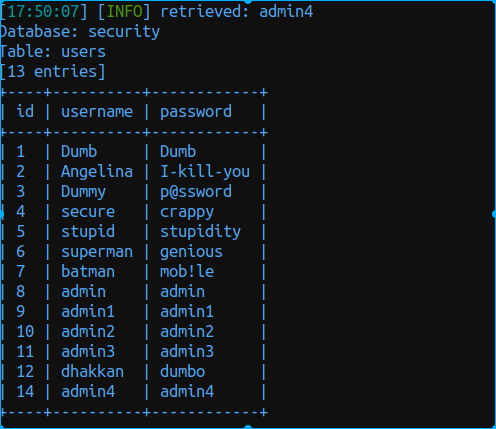 [17:50:07] [INFO] retrieved: admin4
Database: security
Table: users
[13 entries]
+----+----------+------------+
| id | username | password   |
+----+----------+------------+
| 1  | Dumb     | Dumb       |
| 2  | Angelina | I-kill-you |
| 3  | Dummy    | p@ssword   |
| 4  | secure   | crappy     |
| 5  | stupid   | stupidity  |
| 6  | superman | genious    |
| 7  | batman   | mob!le     |
| 8  | admin    | admin      |
| 9  | admin1   | admin1     |
| 10 | admin2   | admin2     |
| 11 | admin3   | admin3     |
| 12 | dhakkan  | dumbo      |
| 14 | admin4   | admin4     |
+----+----------+------------+